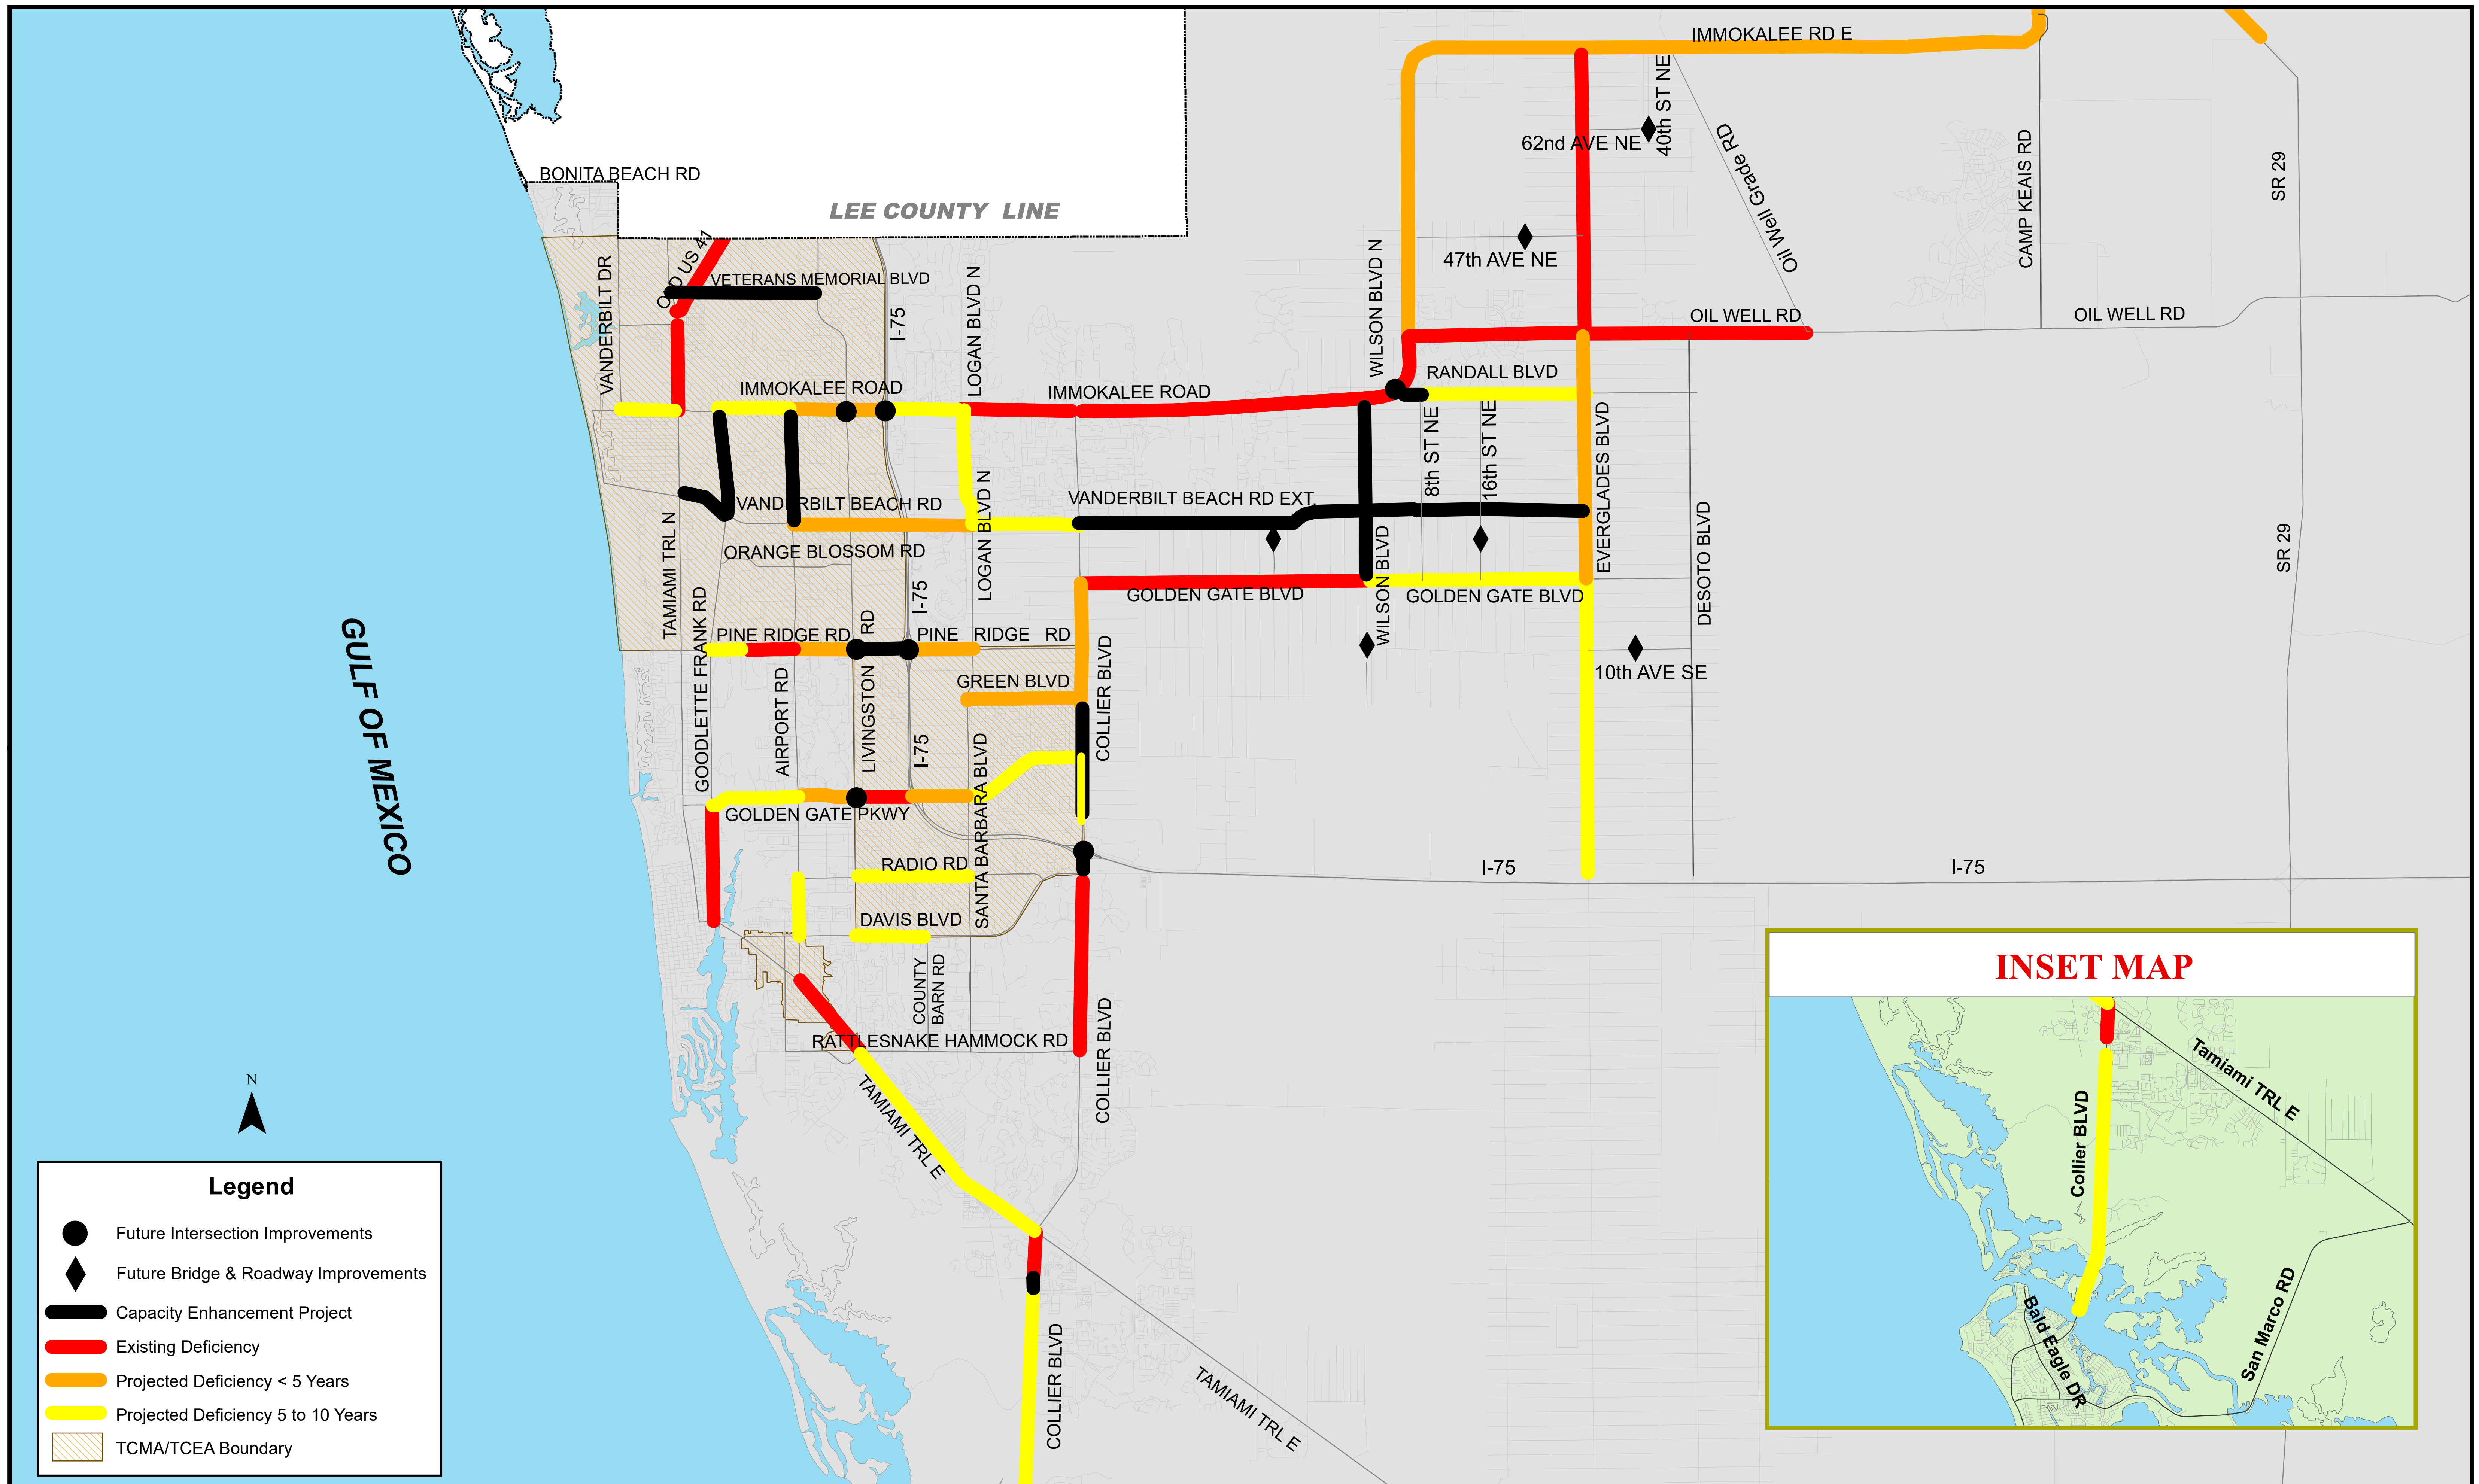 IMMOKALEE RD E
40th ST NE
62nd AVE NE
Oil Well Grade RD
CAMP KEAIS RD
SR 29
BONITA BEACH RD
LEE COUNTY LINE
OLD US 41
VETERANS MEMORIAL BLVD
VANDERBILT DR
I-75
LOGAN BLVD N
WILSON BLVD N
47th AVE NE
OIL WELL RD
OIL WELL RD
IMMOKALEE ROAD
IMMOKALEE ROAD
RANDALL BLVD
8th ST NE
16th ST NE
EVERGLADES BLVD
VANDERBILT BEACH RD
LOGAN BLVD N
VANDERBILT BEACH RD EXT.
DESOTO BLVD
SR 29
TAMIAMI TRL N
ORANGE BLOSSOM RD
I-75
GOLDEN GATE BLVD
WILSON BLVD
GOLDEN GATE BLVD
GULF OF MEXICO
GOODLETTE FRANK RD
PINE RIDGE RD
LIVINGSTON RD
PINE RIDGE RD
COLLIER BLVD
10th AVE SE
AIRPORT RD
GREEN BLVD
I-75
SANTA BARBARA BLVD
GOLDEN GATE PKWY
RADIO RD
I-75
I-75
DAVIS BLVD
COUNTY
BARN RD
RATTLESNAKE HAMMOCK RD
COLLIER BLVD
TAMIAMI TRL E
COLLIER BLVD
TAMIAMI TRL E
INSET MAP
Tamiami TRL E
Collier BLVD
Bald Eagle DR
San Marco RD
N
Legend
Future Intersection Improvements
Future Bridge & Roadway Improvements
Capacity Enhancement Project
Existing Deficiency
Projected Deficiency < 5 Years
Projected Deficiency 5 to 10 Years
TCMA/TCEA Boundary